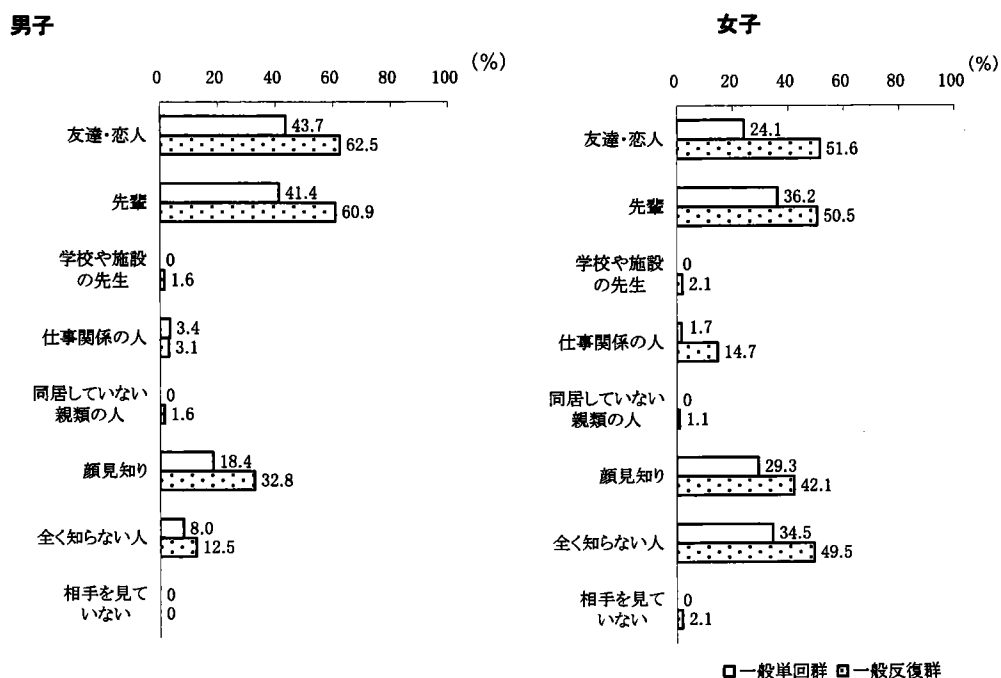 男子
0 20 40 60 80 100 (%)
友達・恋人 43.7
62.5
先輩 41.4
60.9
学校や施設 0
の先生 1.6
仕事関係の人 3.4
3.1
同居していない 0
親類の人 1.6
顔見知り 18.4
32.8
全く知らない人 8.0
12.5
相手を見て 0
いない 0
女子
0 20 40 60 80 100 (%)
友達・恋人 24.1
51.6
先輩 36.2
50.5
学校や施設 0
の先生 2.1
仕事関係の人 1.7
14.7
同居していない 0
親類の人 1.1
顔見知り 29.3
42.1
全く知らない人 34.5
49.5
相手を見て 0
いない 2.1
一般単回群 一般反復群